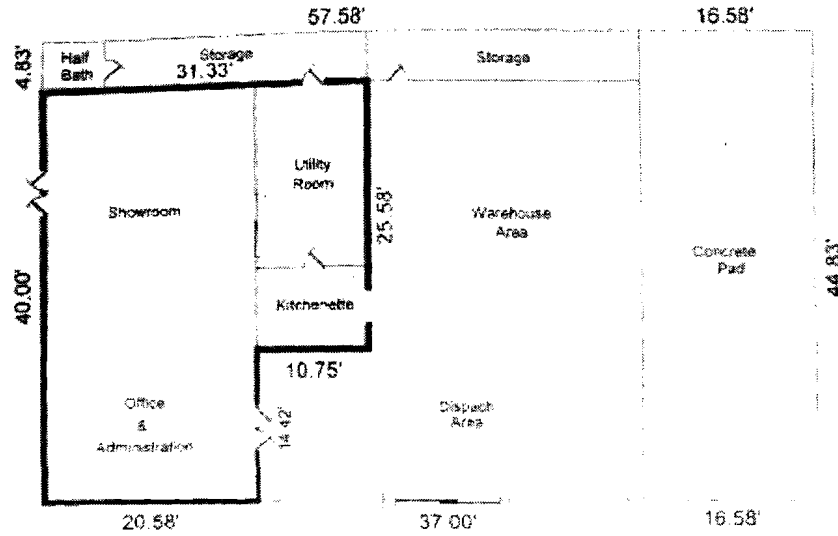 57.58'
16.58'
4.83'
Half
Bath
Storage
31.33'
Storage
Utility
Room
Showroom
25.58'
Warehouse
Area
Concrete
Pad
44.83'
40.00'
Kitchenette
10.75'
Office
&
Administration
14.42'
Dispach
Area
20.58'
37.00'
16.58'